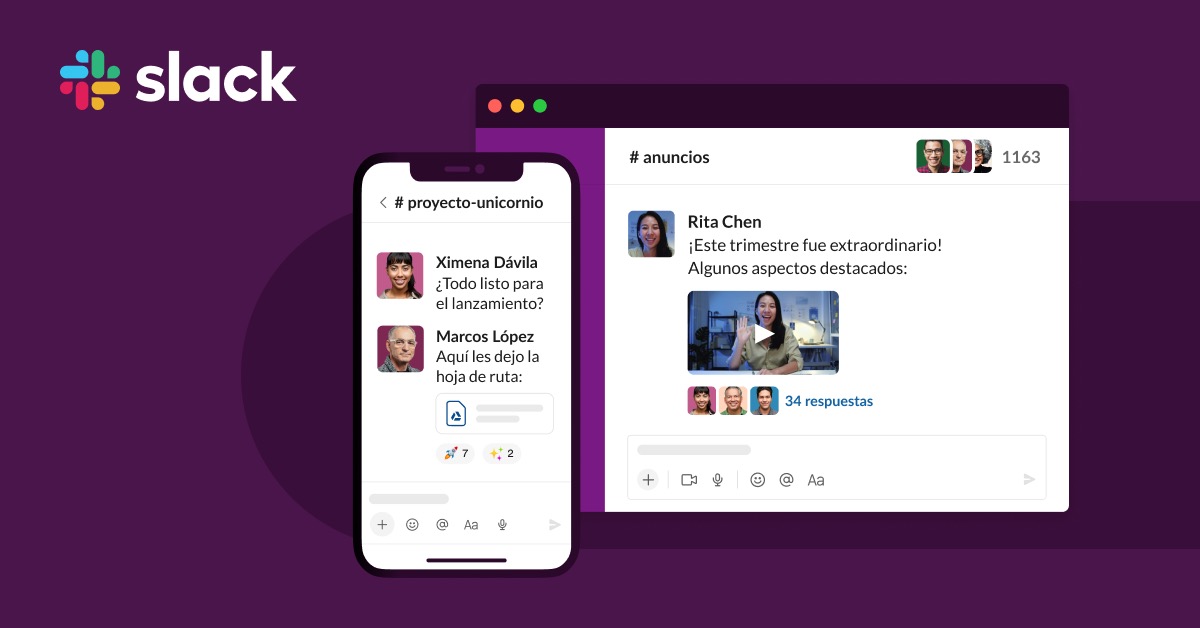 slack
# anuncios
1163
Rita Chen
¡Este trimestre fue extraordinario!
Algunos aspectos destacados:
34 respuestas
@
Aa
# proyecto-unicornio
Ximena Dávila
¿Todo listo para
el lanzamiento?
Marcos López
Aquí les dejo la
hoja de ruta:
7
2
@
Aa